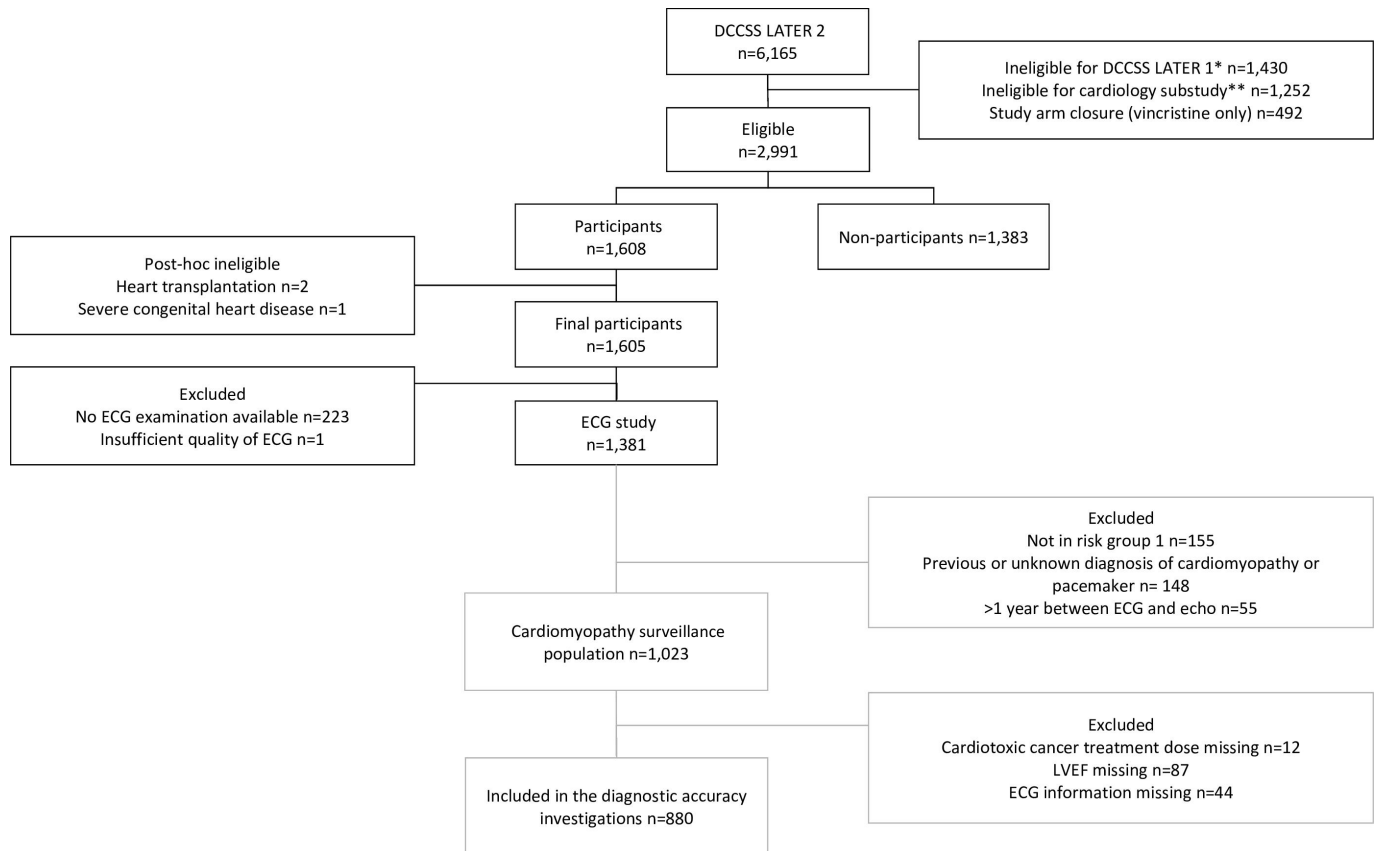 DCCSS LATER 2
n=6,165
Ineligible for DCCSS LATER 1* n=1,430
Ineligible for cardiology substudy** n=1,252
Study arm closure (vincristine only) n=492
Eligible
n=2,991
Participants
n=1,608
Non-participants n=1,383
Post-hoc ineligible
Heart transplantation n=2
Severe congenital heart disease n=1
Final participants
n=1,605
Excluded
No ECG examination available n=223
Insufficient quality of ECG n=1
ECG study
n=1,381
Excluded
Not in risk group 1 n=155
Previous or unknown diagnosis of cardiomyopathy or
pacemaker n= 148
>1 year between ECG and echo n=55
Cardiomyopathy surveillance
population n=1,023
Excluded
Cardiotoxic cancer treatment dose missing n=12
LVEF missing n=87
ECG information missing n=44
Included in the diagnostic accuracy
investigations n=880